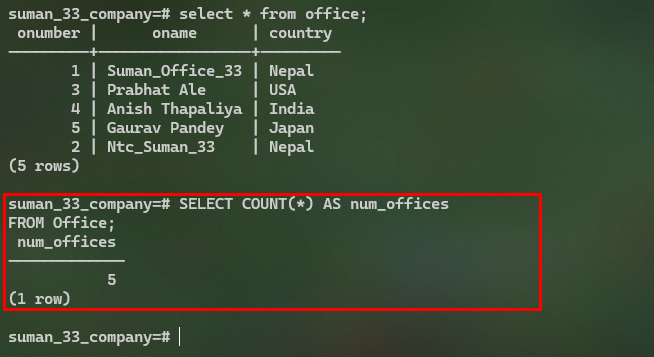 suman_33_company=# select * from office;
 onumber |      oname       | country
---------+------------------+---------
       1 | Suman_Office_33  | Nepal
       3 | Prabhat Ale      | USA
       4 | Anish Thapaliya  | India
       5 | Gaurav Pandey    | Japan
       2 | Ntc_Suman_33     | Nepal
(5 rows)
suman_33_company=# SELECT COUNT(*) AS num_offices
FROM Office;
 num_offices
-------------
           5
(1 row)
suman_33_company=#